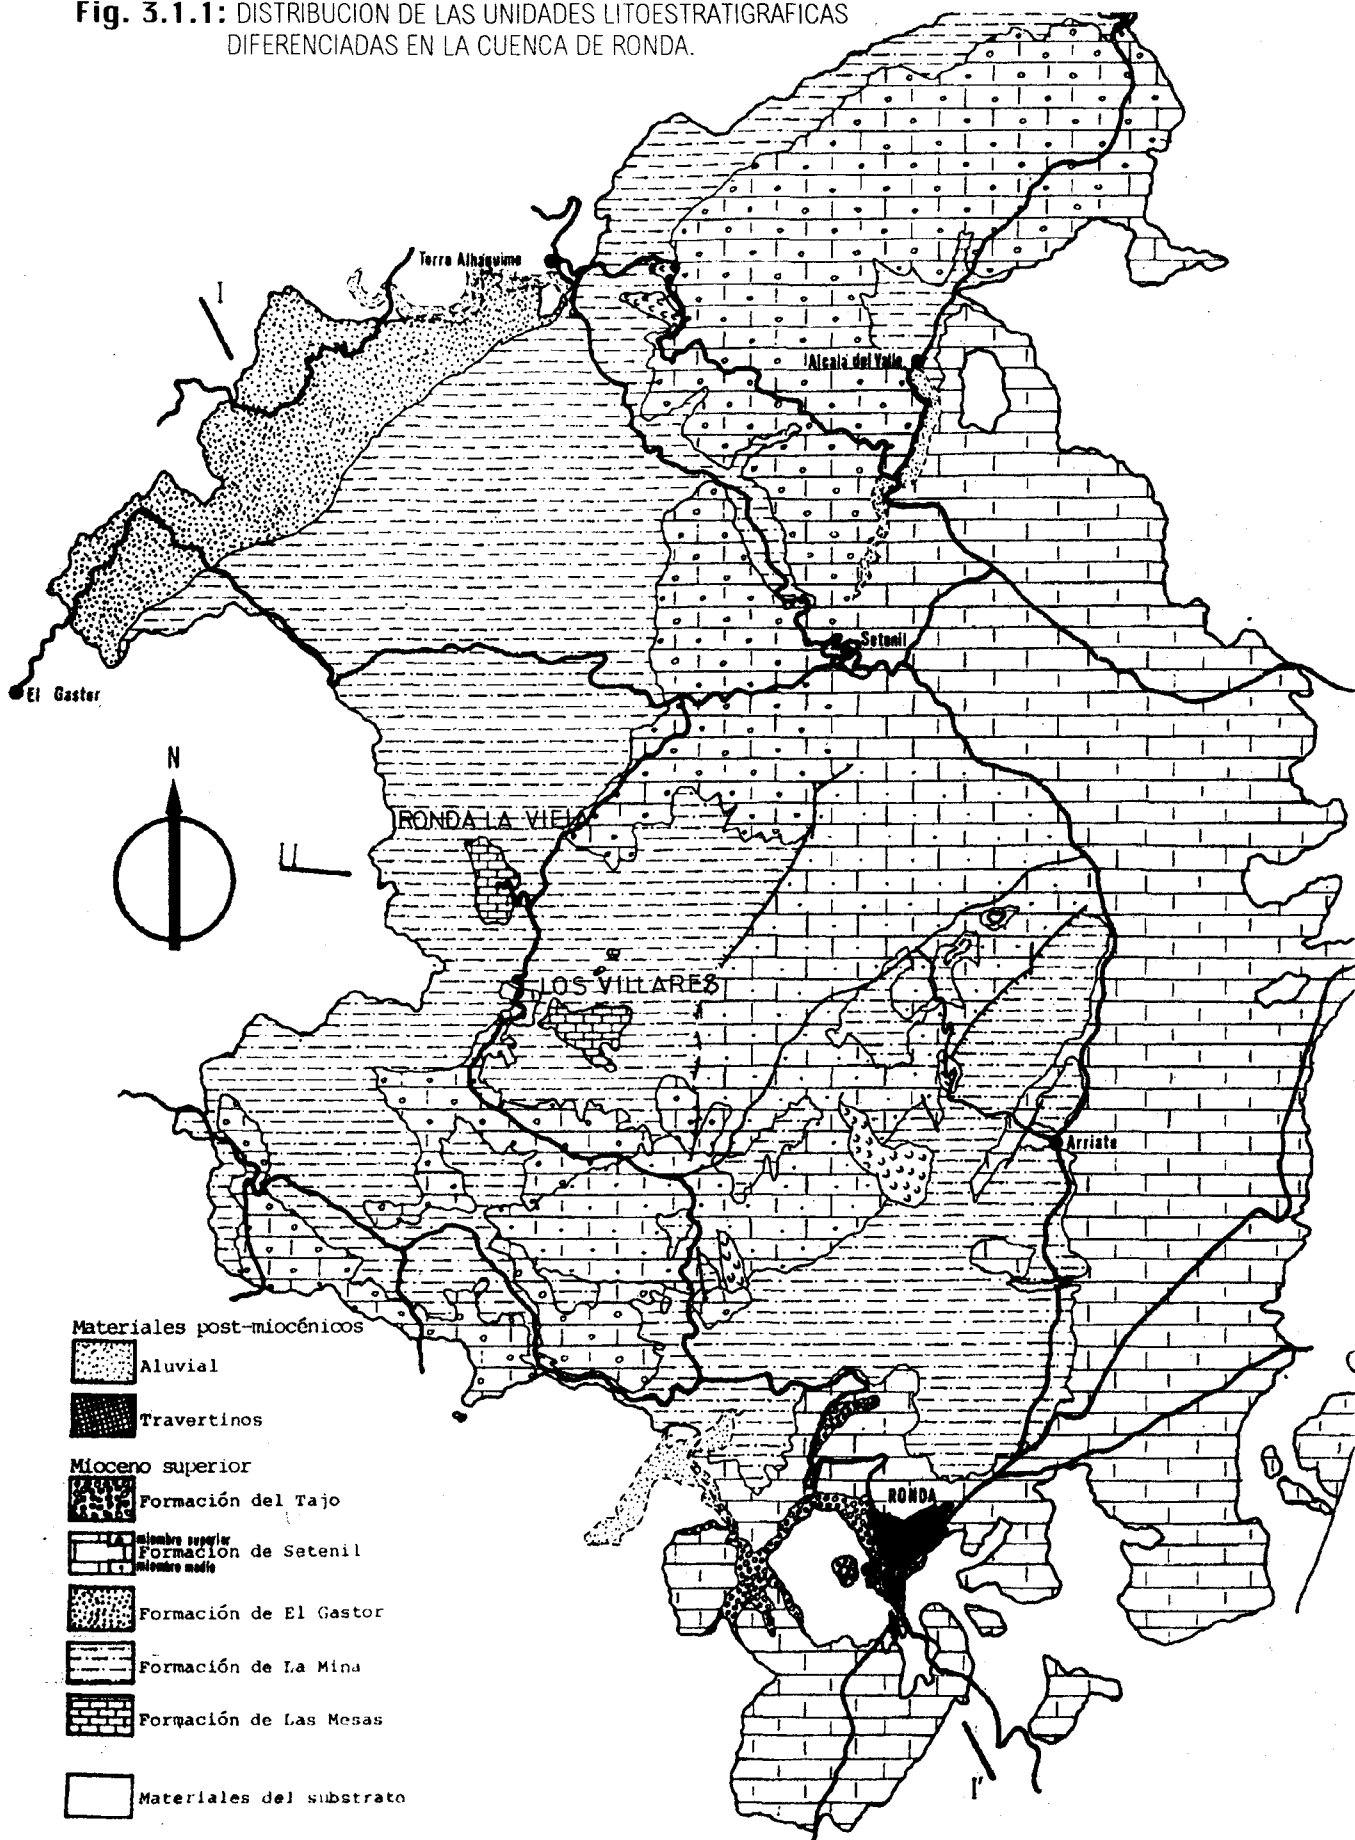 Fig. 3.1.1: DISTRIBUCION DE LAS UNIDADES LITOESTRATIGRAFICAS
DIFERENCIADAS EN LA CUENCA DE RONDA.
Torre Alhaquime
I
Alcala del Valle
Setenil
El Gastor
N
RONDA LA VIEJA
LOS VILLARES
Arriate
Materiales post-miocénicos
Aluvial
Travertinos
Mioceno superior
Formación del Tajo
miembro superior
Formación de Setenil
miembro medio
Formación de El Gastor
Formación de La Mina
Formación de Las Mesas
Materiales del substrato
RONDA
I'